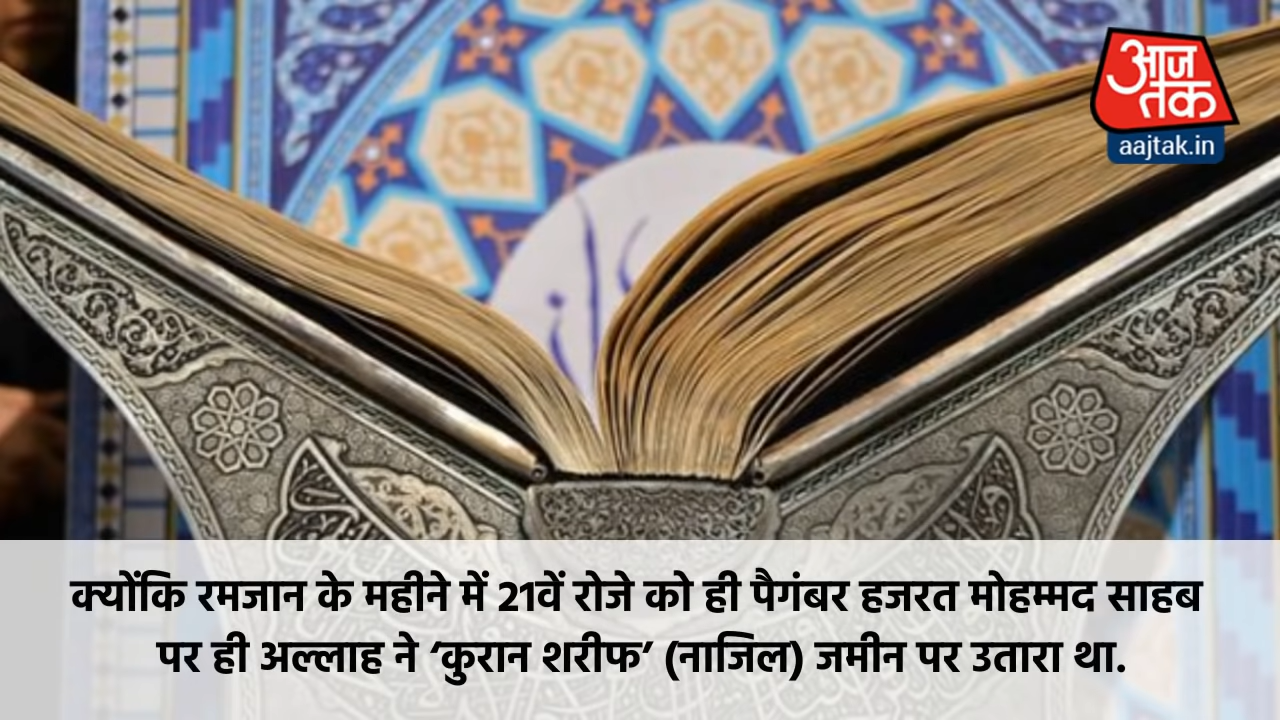 आज
तक
aajtak.in
क्योंकि रमजान के महीने में 21वें रोजे को ही पैगंबर हजरत मोहम्मद साहब
पर ही अल्लाह ने ‘कुरान शरीफ’ (नाजिल) जमीन पर उतारा था.